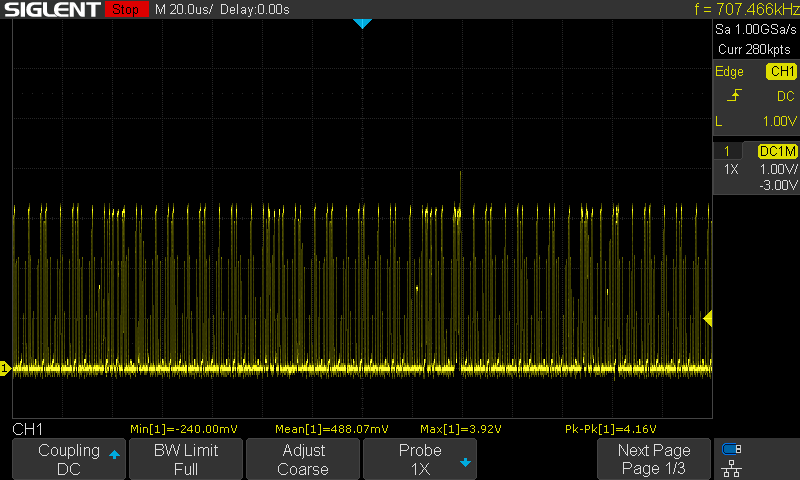 SIGLENT Stop M 20.0us/ Delay:0.00s f = 707.466kHz
Sa 1.00GSa/s
Curr 280kpts
Edge CH1
DC
L 1.00V
1 DC1M
1X 1.00V/
-3.00V
1
CH1 Min[1]=-240.00mV Mean[1]=488.07mV Max[1]=3.92V Pk-Pk[1]=4.16V
Coupling
DC
BW Limit
Full
Adjust
Coarse
Probe
1X
Next Page
Page 1/3